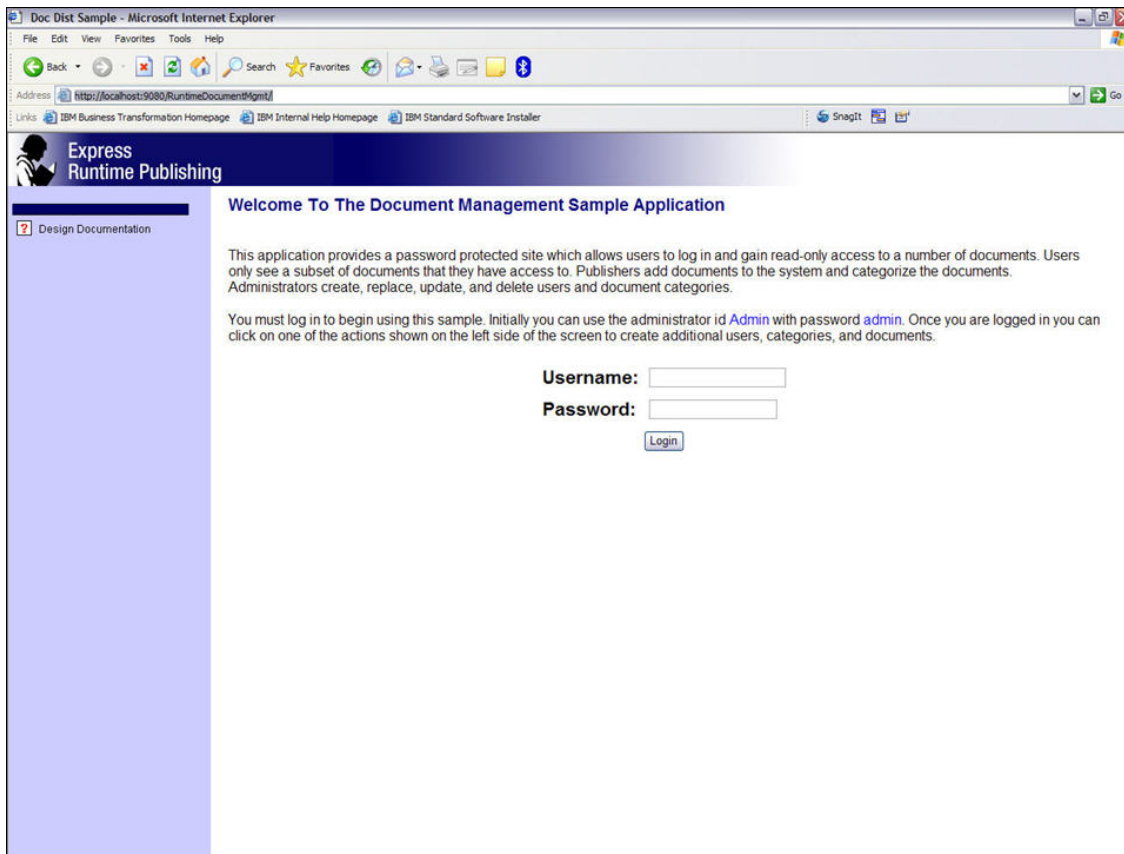 Doc Dist Sample - Microsoft Internet Explorer
File Edit View Favorites Tools Help
Back Search Favorites
Address http://localhost:9080/RuntimeDocumentMgmt/ Go
Links IBM Business Transformation Homepage IBM Internal Help Homepage IBM Standard Software Installer SnagIt
Express
Runtime Publishing
? Design Documentation
Welcome To The Document Management Sample Application
This application provides a password protected site which allows users to log in and gain read-only access to a number of documents. Users
only see a subset of documents that they have access to. Publishers add documents to the system and categorize the documents.
Administrators create, replace, update, and delete users and document categories.
You must log in to begin using this sample. Initially you can use the administrator id Admin with password admin. Once you are logged in you can
click on one of the actions shown on the left side of the screen to create additional users, categories, and documents.
Username:
Password:
Login